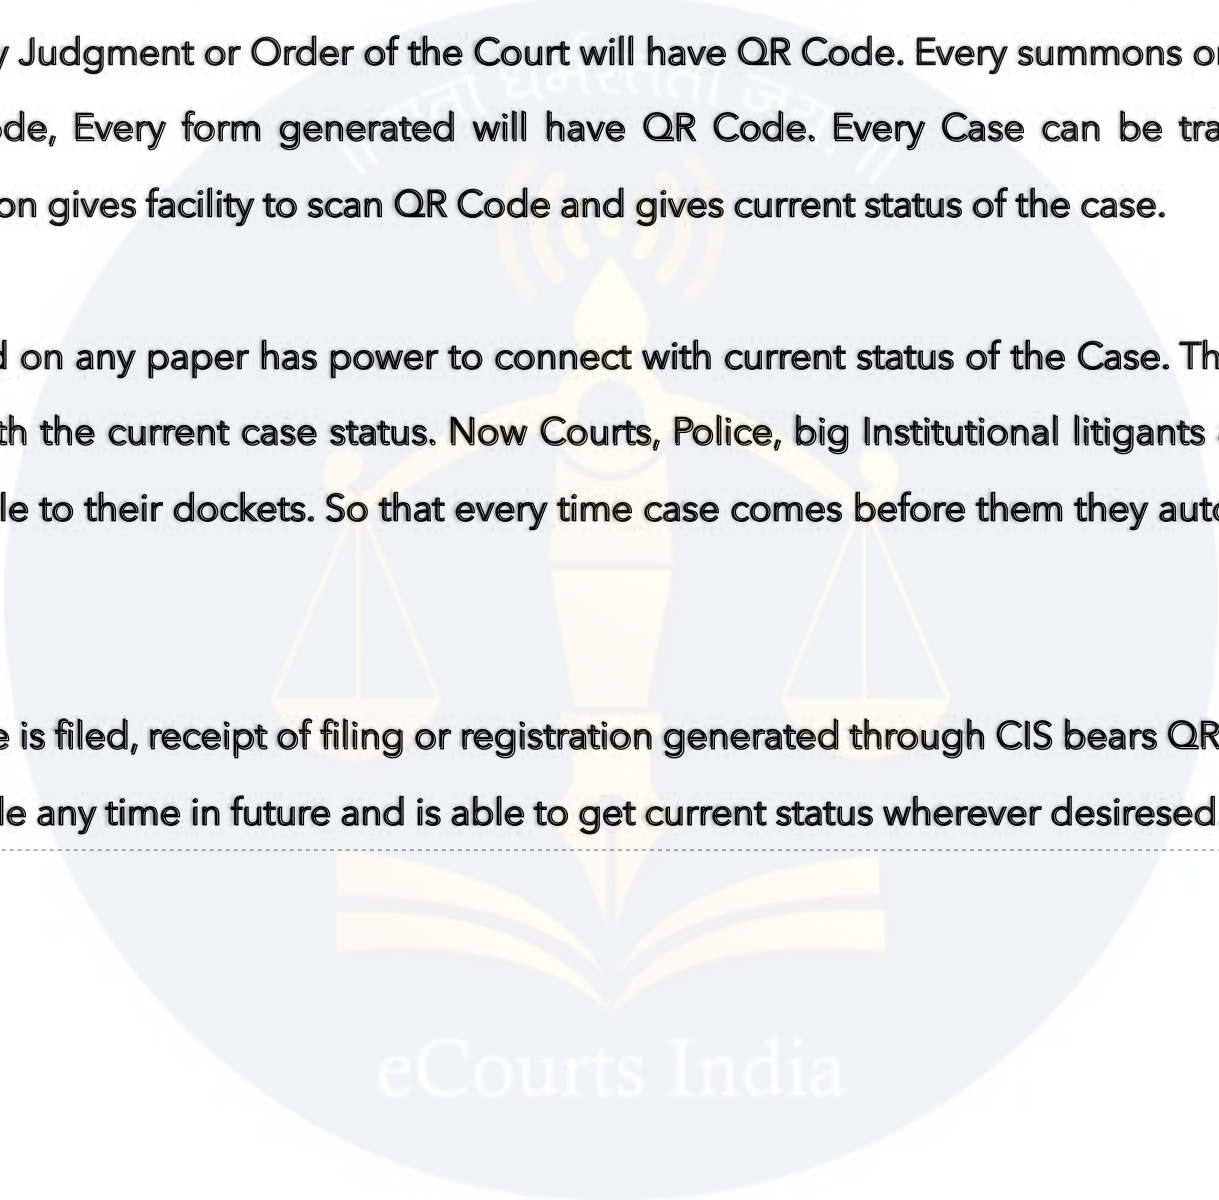 y Judgment or Order of the Court will have QR Code. Every summons or
ode, Every form generated will have QR Code. Every Case can be tra
on gives facility to scan QR Code and gives current status of the case.
d on any paper has power to connect with current status of the Case. Th
th the current case status. Now Courts, Police, big Institutional litigants
le to their dockets. So that every time case comes before them they auto
e is filed, receipt of filing or registration generated through CIS bears QR
le any time in future and is able to get current status wherever desiresed.
eCourts India